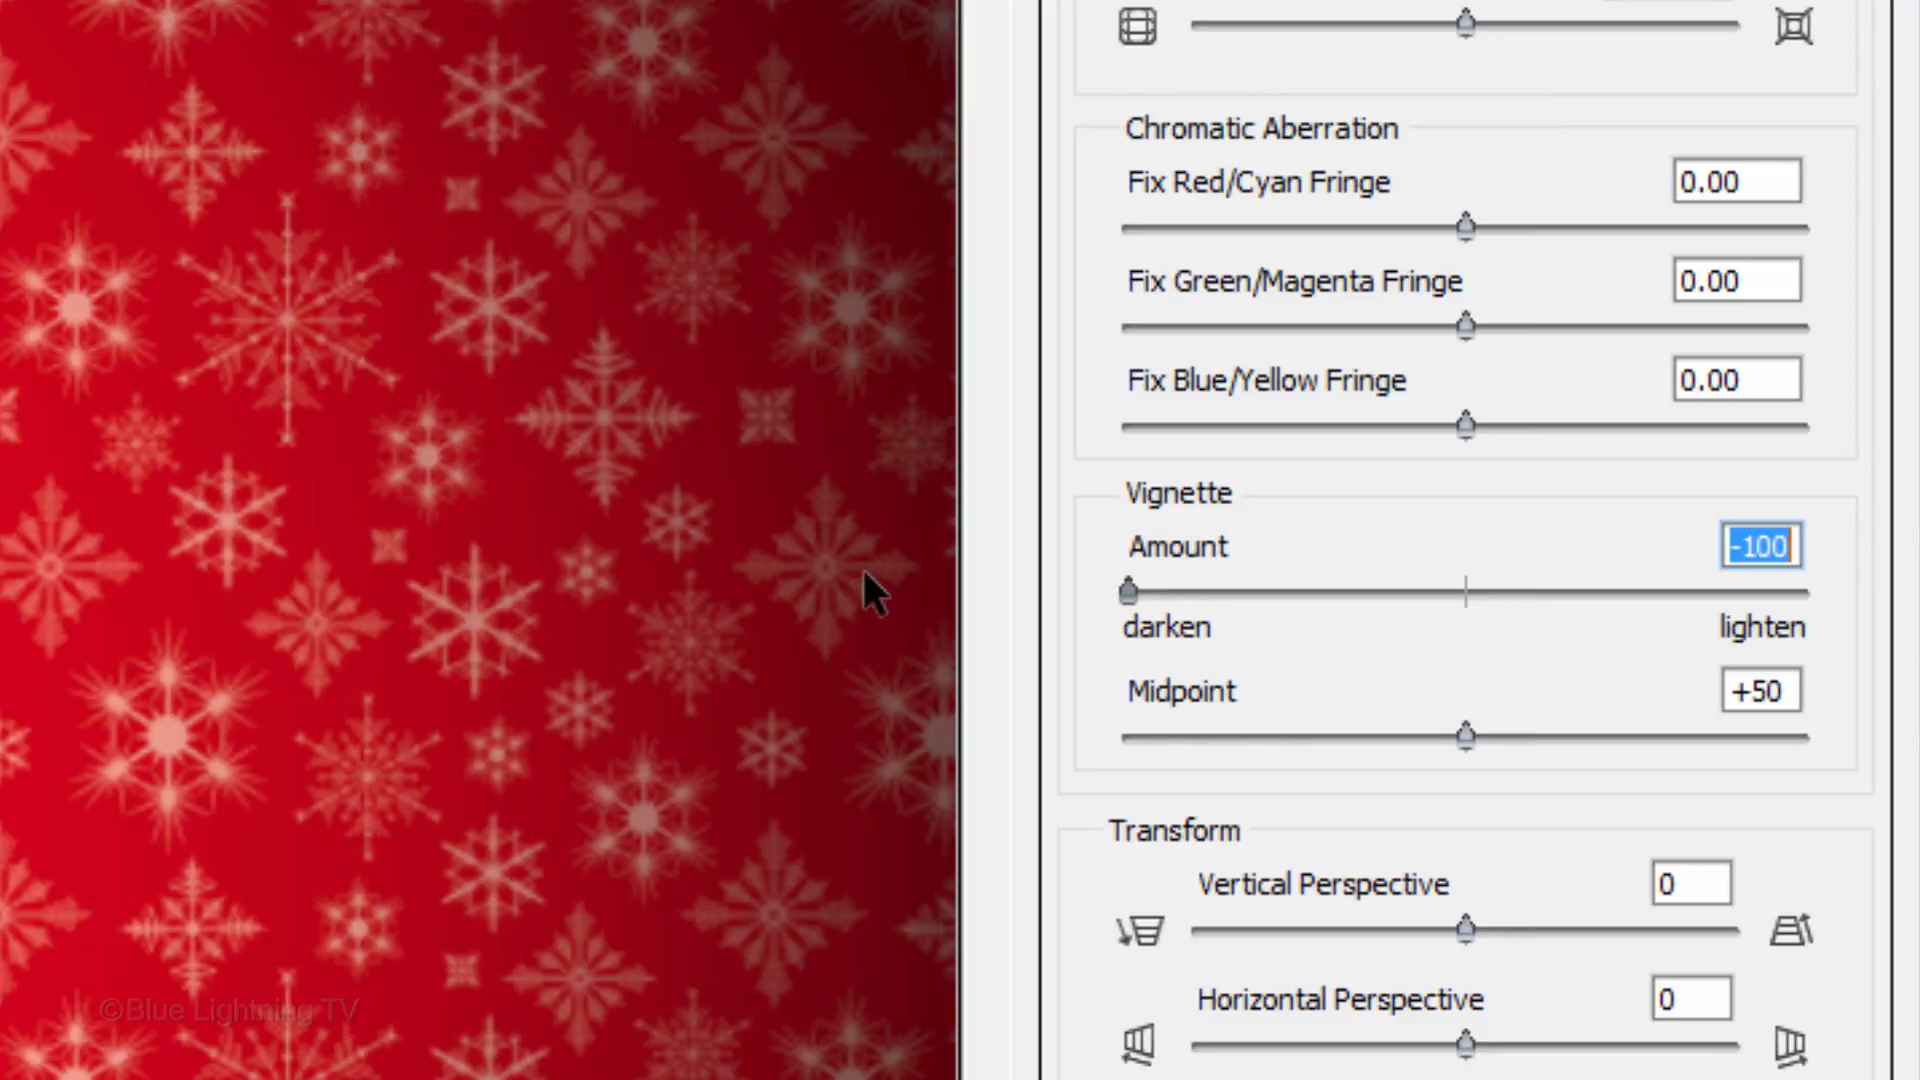 Chromatic Aberration
Fix Red/Cyan Fringe 0.00
Fix Green/Magenta Fringe 0.00
Fix Blue/Yellow Fringe 0.00
Vignette
Amount -100
darken lighten
Midpoint +50
Transform
Vertical Perspective 0
Horizontal Perspective 0
©Blue Lightning TV